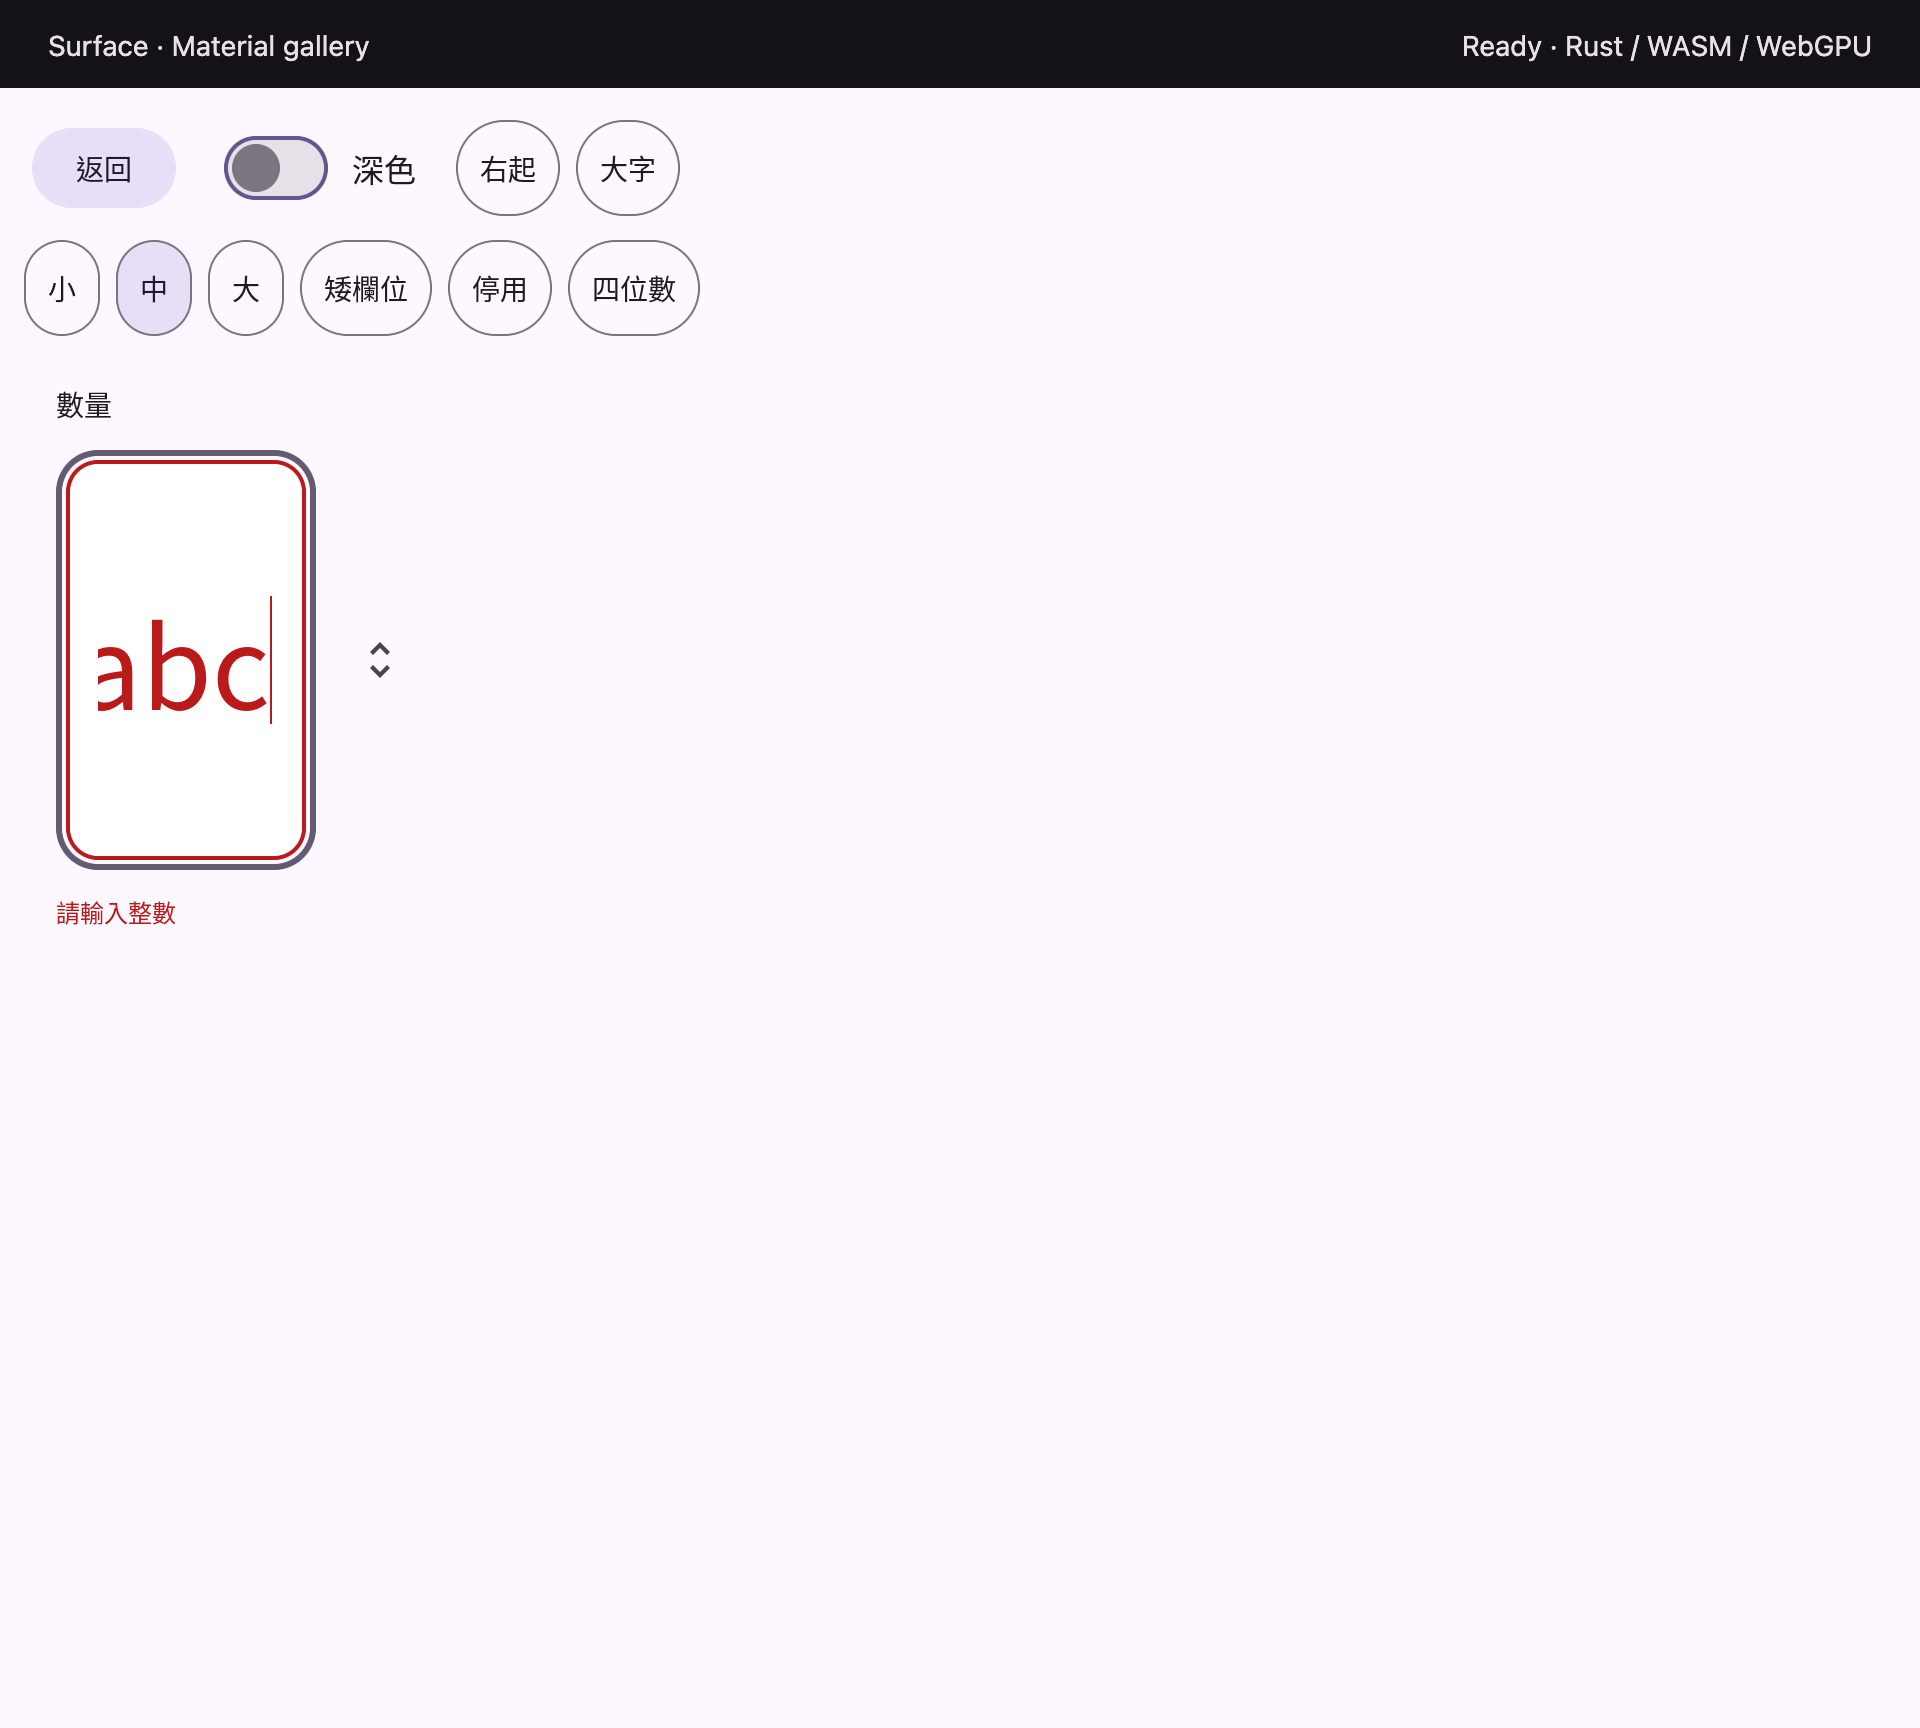 Surface · Material gallery
Ready · Rust / WASM / WebGPU
返回 深色 右起 大字
小 中 大 矮欄位 停用 四位數
數量
abc
請輸入整數